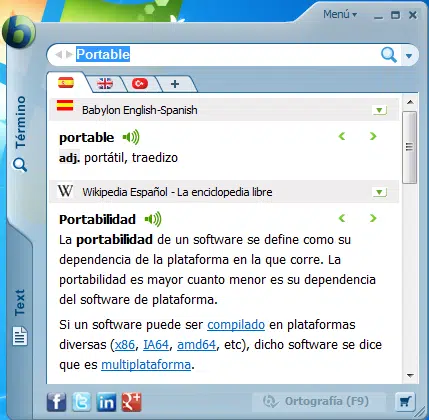 Menú
Portable
Término
Babylon English-Spanish
portable
adj. portátil, traedizo
Wikipedia Español - La enciclopedia libre
Portabilidad
La portabilidad de un software se define como su
dependencia de la plataforma en la que corre. La
portabilidad es mayor cuanto menor es su dependencia
del software de plataforma.
Si un software puede ser compilado en plataformas
diversas (x86, IA64, amd64, etc), dicho software se dice
que es multiplataforma.
Text
Ortografía (F9)